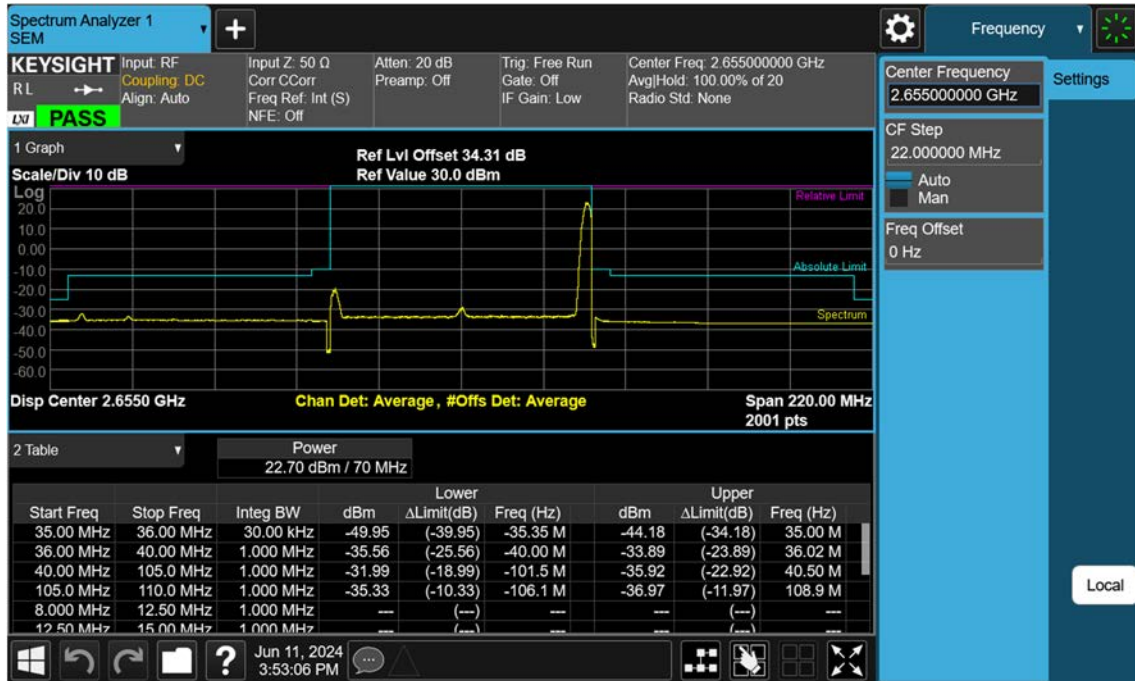 Spectrum Analyzer 1
SEM
+
Frequency
KEYSIGHT
R L
LXI
PASS
Input: RF
Coupling: DC
Align: Auto
Input Z: 50 Ω
Corr CCorr
Freq Ref: Int (S)
NFE: Off
Atten: 20 dB
Preamp: Off
Trig: Free Run
Gate: Off
IF Gain: Low
Center Freq: 2.655000000 GHz
Avg|Hold: 100.00% of 20
Radio Std: None
Center Frequency
2.655000000 GHz
Settings
CF Step
22.000000 MHz
Auto
Man
Freq Offset
0 Hz
1 Graph
Ref Lvl Offset 34.31 dB
Scale/Div 10 dB
Ref Value 30.0 dBm
Log
Relative Limit
20.0
10.0
0.00
-10.0
Absolute Limit
-20.0
-30.0
Spectrum
-40.0
-50.0
-60.0
Disp Center 2.6550 GHz
Chan Det: Average, #Offs Det: Average
Span 220.00 MHz
2001 pts
2 Table
Power
22.70 dBm / 70 MHz
Lower Upper
Start Freq Stop Freq Integ BW dBm ΔLimit(dB) Freq (Hz) dBm ΔLimit(dB) Freq (Hz)
35.00 MHz 36.00 MHz 30.00 kHz -49.95 (-39.95) -35.35 M -44.18 (-34.18) 35.00 M
36.00 MHz 40.00 MHz 1.000 MHz -35.56 (-25.56) -40.00 M -33.89 (-23.89) 36.02 M
40.00 MHz 105.0 MHz 1.000 MHz -31.99 (-18.99) -101.5 M -35.92 (-22.92) 40.50 M
105.0 MHz 110.0 MHz 1.000 MHz -35.33 (-10.33) -106.1 M -36.97 (-11.97) 108.9 M
8.000 MHz 12.50 MHz 1.000 MHz --- (---) --- --- (---) ---
12.50 MHz 15.00 MHz 1.000 MHz --- (---) --- --- (---) ---
Local
?
Jun 11, 2024
3:53:06 PM